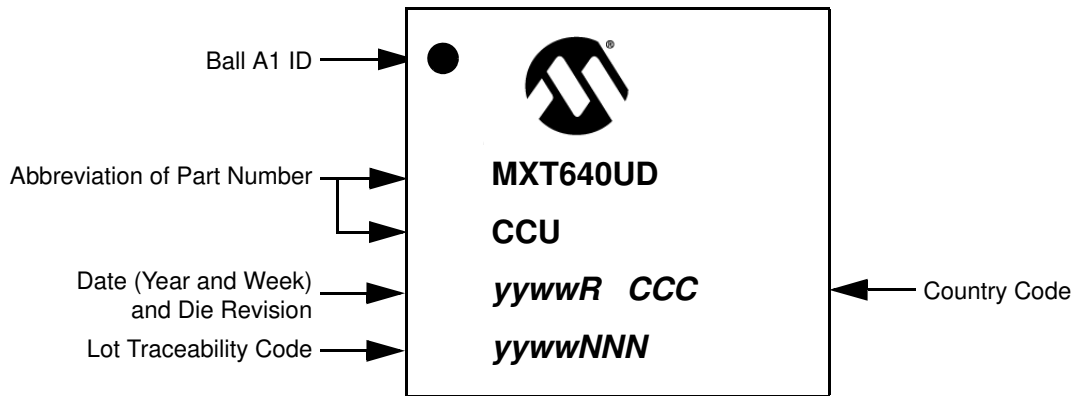 Ball A1 ID
®
Abbreviation of Part Number
MXT640UD
CCU
Date (Year and Week)
and Die Revision
yywwR CCC
Country Code
Lot Traceability Code
yywwNNN